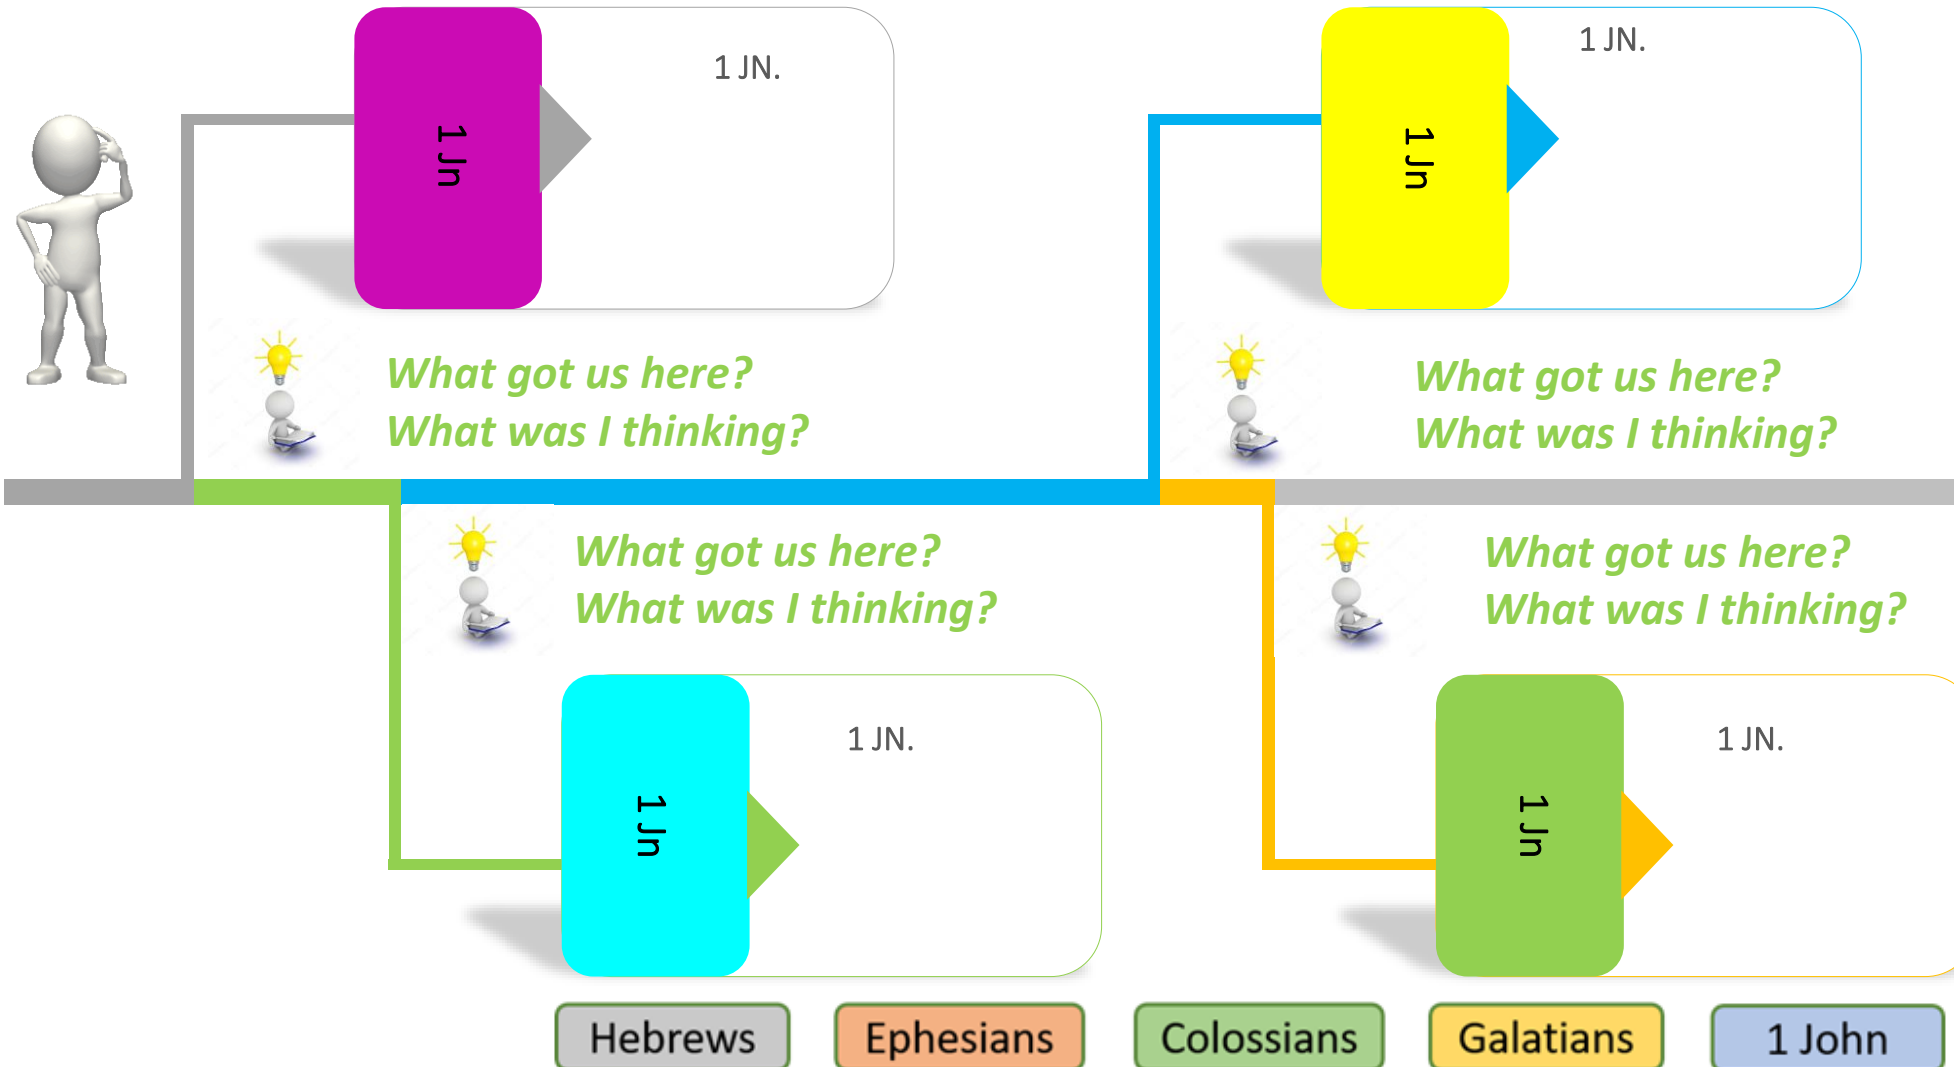 1 Jn
1 JN.
1 Jn
1 JN.
What got us here?
What was I thinking?
What got us here?
What was I thinking?
What got us here?
What was I thinking?
What got us here?
What was I thinking?
1 Jn
1 JN.
1 Jn
1 JN.
Hebrews
Ephesians
Colossians
Galatians
1 John